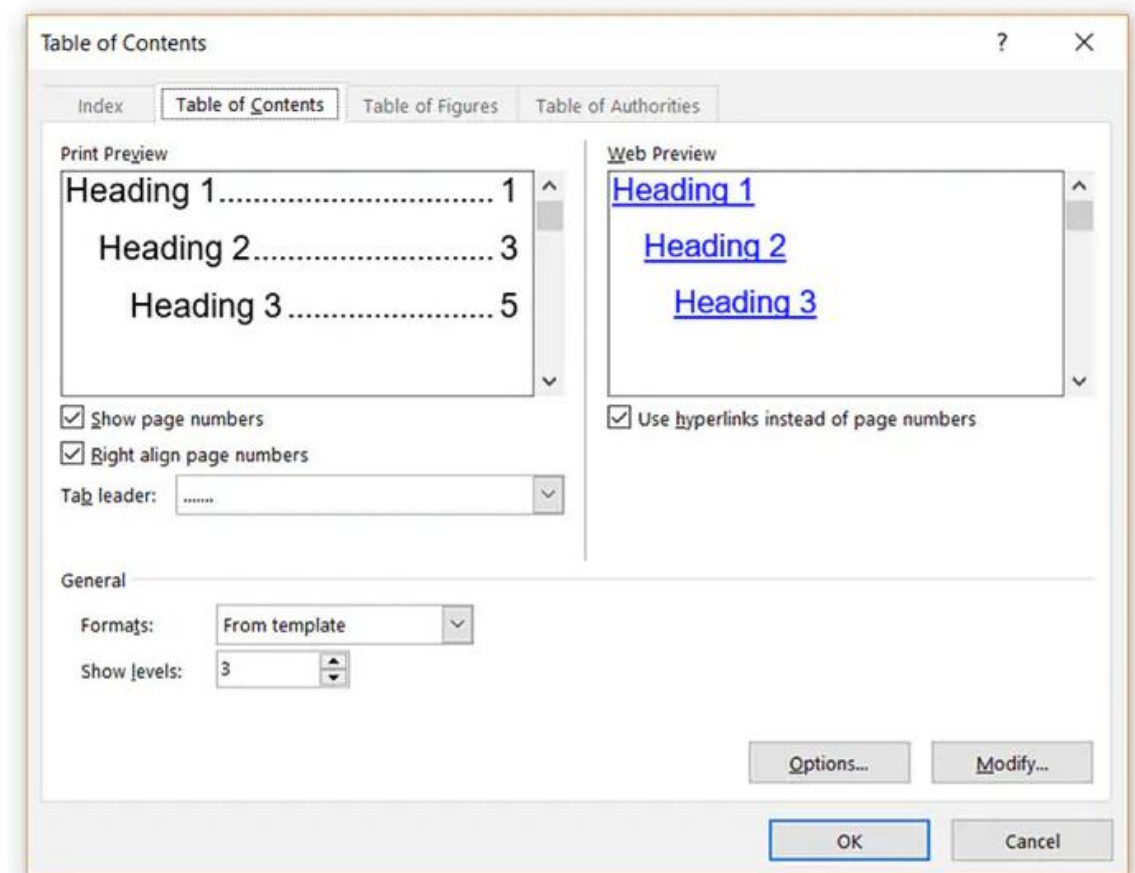 Table of Contents
Index Table of Contents Table of Figures Table of Authorities
Print Preview
Heading 1............................... 1
Heading 2............................ 3
Heading 3........................ 5
Show page numbers
Right align page numbers
Tab leader: .......
Web Preview
Heading 1
Heading 2
Heading 3
Use hyperlinks instead of page numbers
General
Formats: From template
Show levels: 3
Options... Modify...
OK Cancel